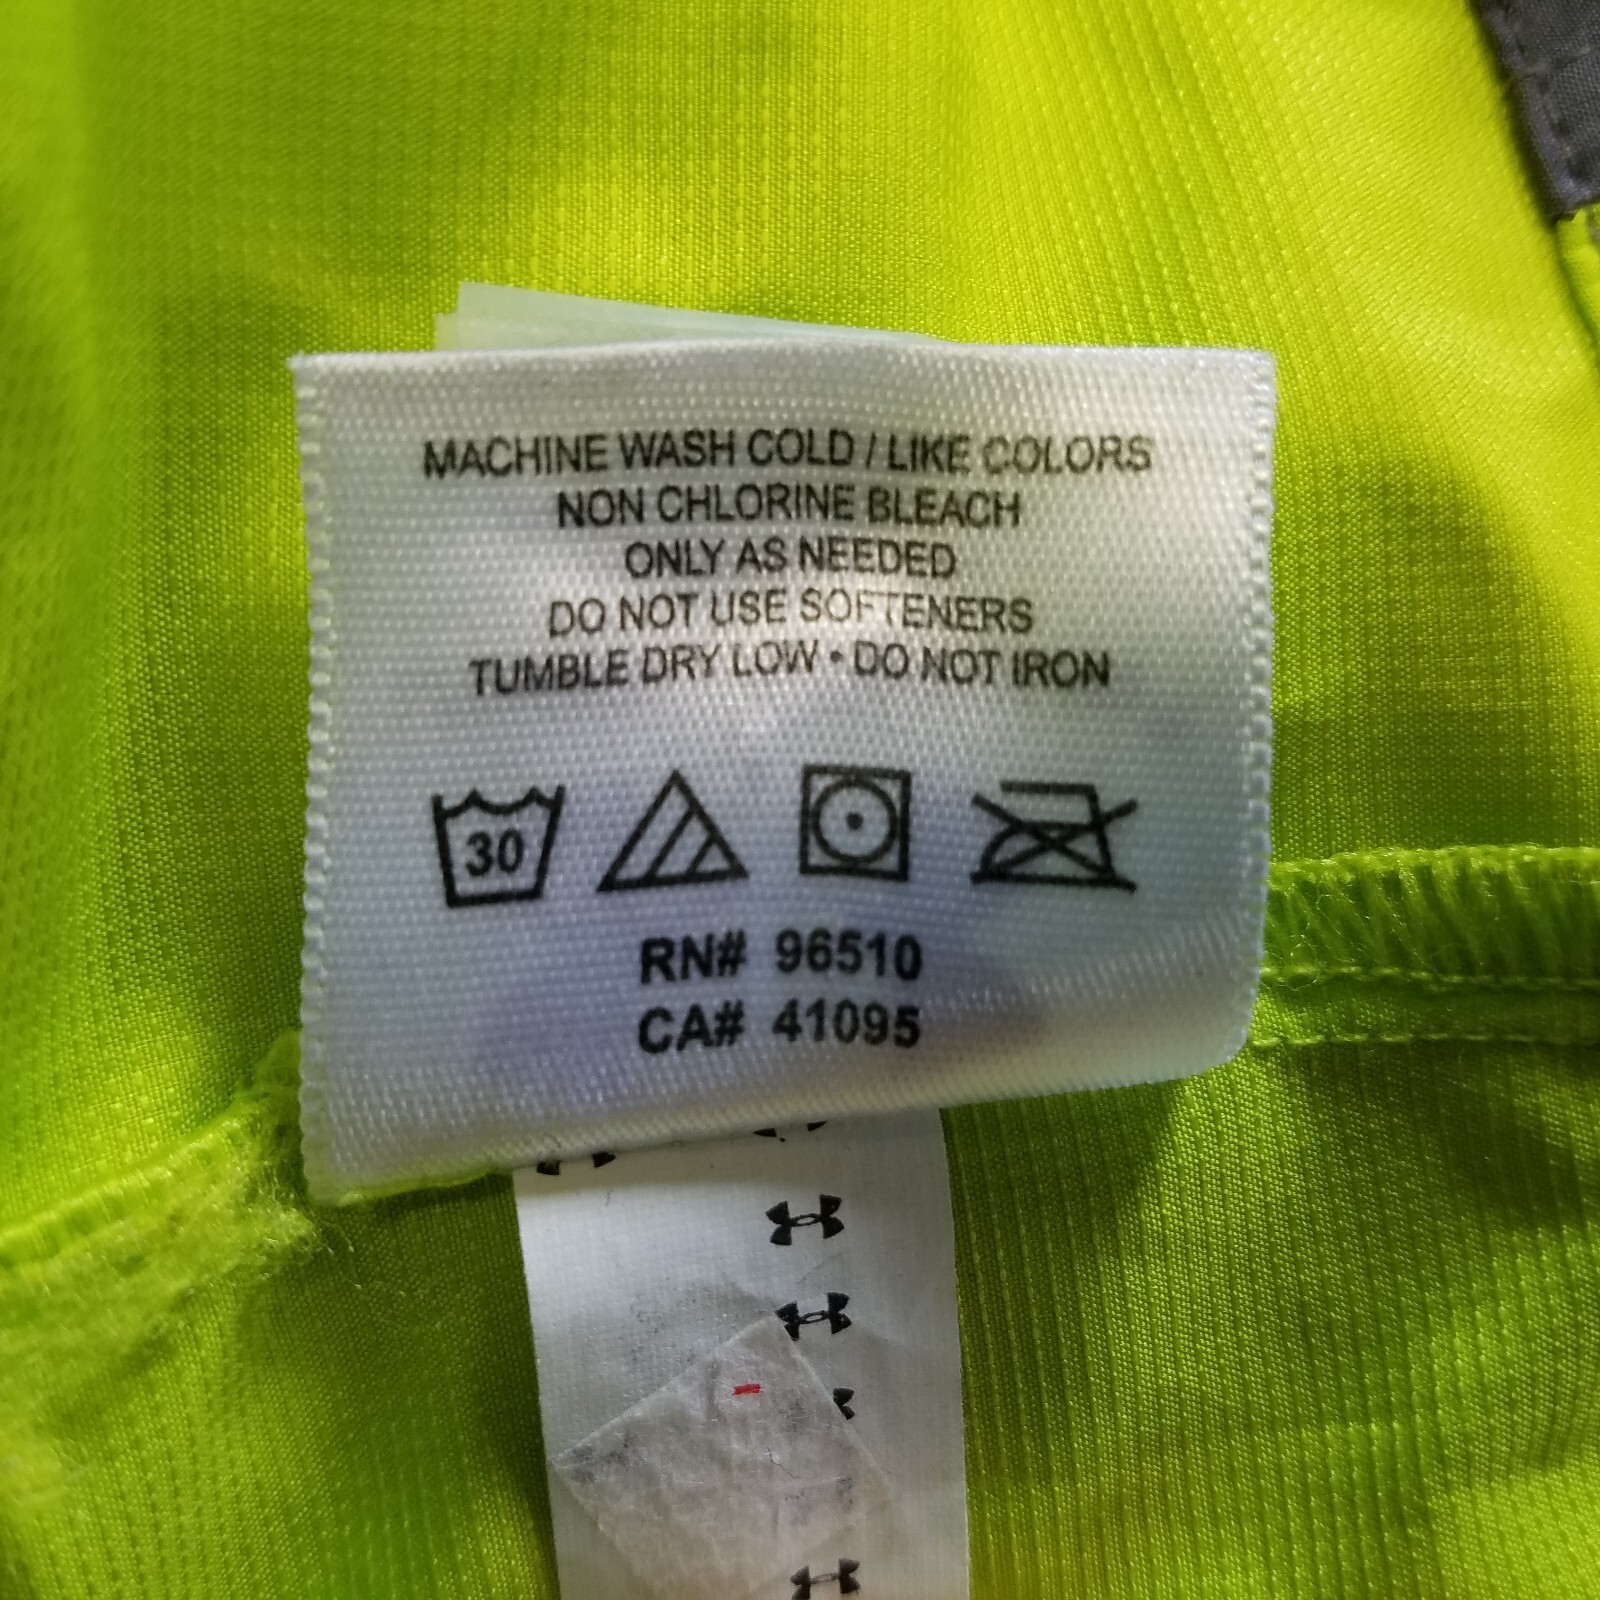 MACHINE WASH COLD / LIKE COLORS
NON CHLORINE BLEACH
ONLY AS NEEDED
DO NOT USE SOFTENERS
TUMBLE DRY LOW • DO NOT IRON
30
RN# 96510
CA# 41095